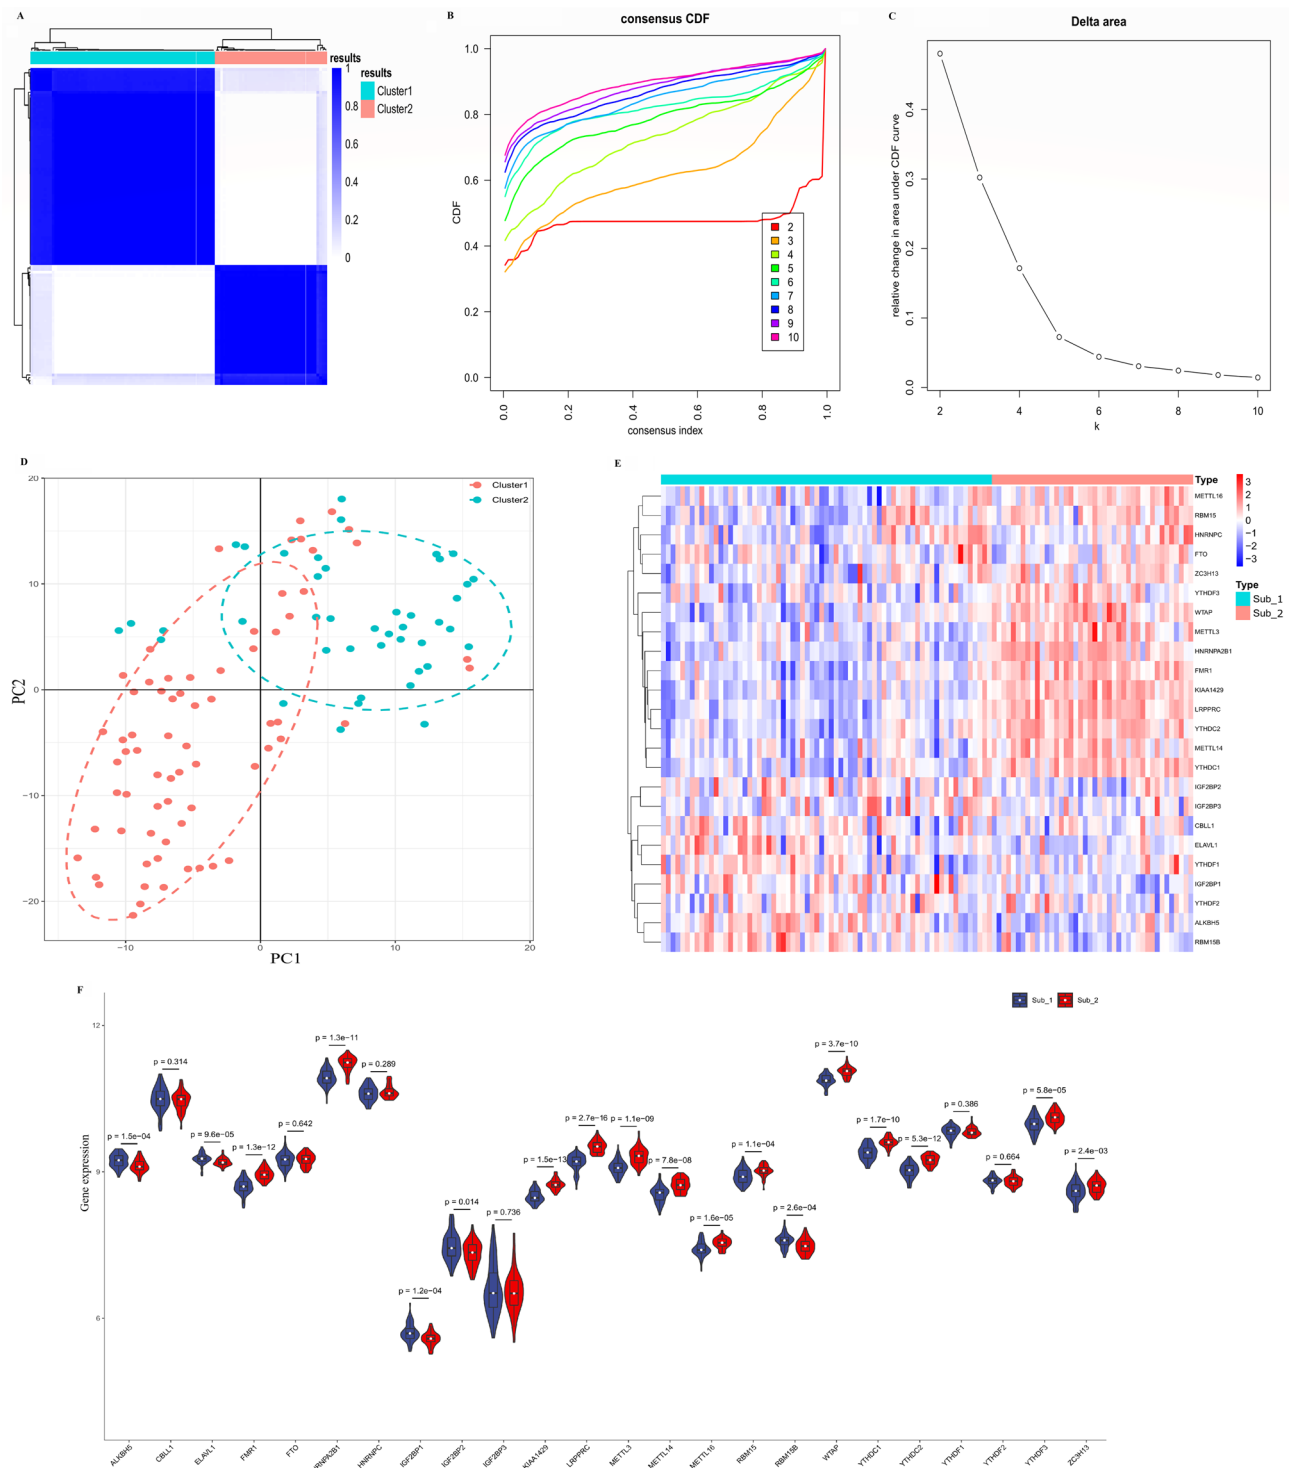 A
results
1
0.8
0.6
0.4
0.2
0
results
Cluster1
Cluster2
B
consensus CDF
CDF
1.0
0.8
0.6
0.4
0.2
0.0
2
3
4
5
6
7
8
9
10
0.0 0.2 0.4 0.6 0.8 1.0
consensus index
C
Delta area
relative change in area under CDF curve
0.4
0.3
0.2
0.1
0.0
2 4 6 8 10
k
D
Cluster1
Cluster2
PC2
20
10
0
−10
−20
−10 0 10 20
PC1
E
Type
METTL16
RBM15
HNRNPC
FTO
ZC3H13
YTHDF3
WTAP
METTL3
HNRNPA2B1
FMR1
KIAA1429
LRPPRC
YTHDC2
METTL14
YTHDC1
IGF2BP2
IGF2BP3
CBLL1
ELAVL1
YTHDF1
IGF2BP1
YTHDF2
ALKBH5
RBM15B
3
2
1
0
−1
−2
−3
Type
Sub_1
Sub_2
F
Sub_1 Sub_2
Gene expression
12
9
6
p = 1.5e−04
p = 0.314
p = 9.6e−05
p = 1.3e−12
p = 0.642
p = 1.3e−11
p = 0.289
p = 1.2e−04
p = 0.014
p = 0.736
p = 1.5e−13
p = 2.7e−16
p = 1.1e−09
p = 7.8e−08
p = 1.6e−05
p = 1.1e−04
p = 2.6e−04
p = 3.7e−10
p = 1.7e−10
p = 5.3e−12
p = 0.386
p = 0.664
p = 5.8e−05
p = 2.4e−03
ALKBH5
CBLL1
ELAVL1
FMR1
FTO
RNPA2B1
HNRNPC
IGF2BP1
IGF2BP2
IGF2BP3
KIAA1429
LRPPRC
METTL3
METTL14
METTL16
RBM15
RBM15B
WTAP
YTHDC1
YTHDC2
YTHDF1
YTHDF2
YTHDF3
ZC3H13